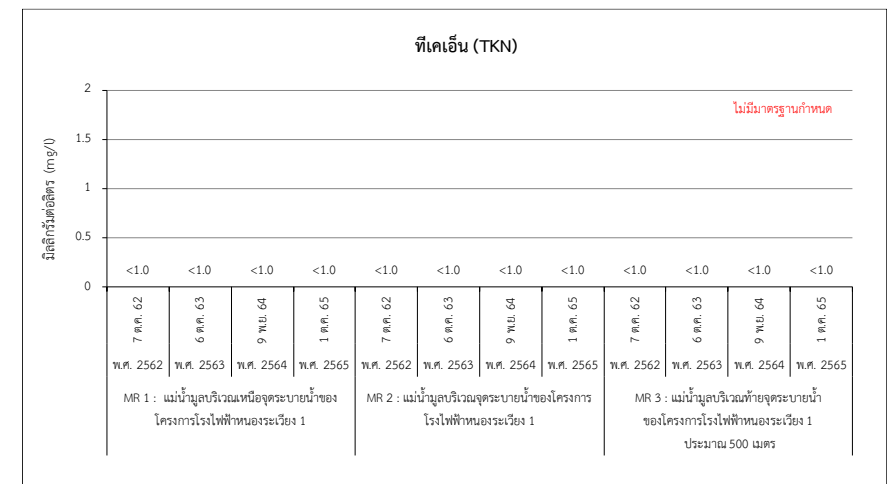 ทีเคเอ็น (TKN)
มิลลิกรัมต่อลิตร (mg/l)
2
1.5
1
0.5
0
ไม่มีมาตรฐานกำหนด
<1.0 <1.0 <1.0 <1.0 <1.0 <1.0 <1.0 <1.0 <1.0 <1.0 <1.0 <1.0
7 ต.ค. 62 6 ต.ค. 63 9 พ.ย. 64 1 ต.ค. 65 7 ต.ค. 62 6 ต.ค. 63 9 พ.ย. 64 1 ต.ค. 65 7 ต.ค. 62 6 ต.ค. 63 9 พ.ย. 64 1 ต.ค. 65
พ.ศ. 2562 พ.ศ. 2563 พ.ศ. 2564 พ.ศ. 2565 พ.ศ. 2562 พ.ศ. 2563 พ.ศ. 2564 พ.ศ. 2565 พ.ศ. 2562 พ.ศ. 2563 พ.ศ. 2564 พ.ศ. 2565
MR 1 : แม่น้ำมูลบริเวณเหนือจุดระบายน้ำของ
โครงการโรงไฟฟ้าหนองระเวียง 1
MR 2 : แม่น้ำมูลบริเวณจุดระบายน้ำของโครงการ
โรงไฟฟ้าหนองระเวียง 1
MR 3 : แม่น้ำมูลบริเวณท้ายจุดระบายน้ำ
ของโครงการโรงไฟฟ้าหนองระเวียง 1
ประมาณ 500 เมตร